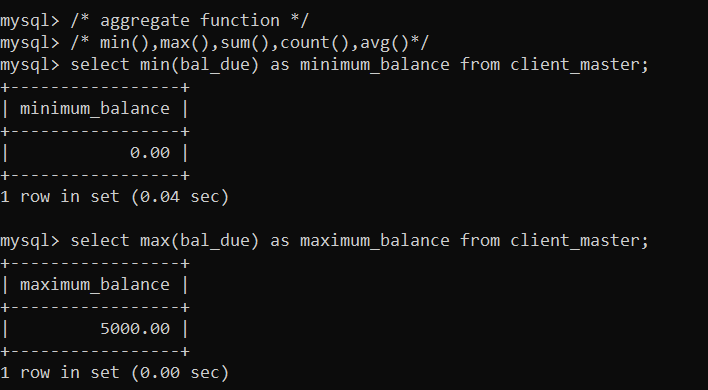 mysql> /* aggregate function */
mysql> /* min(),max(),sum(),count(),avg()*/
mysql> select min(bal_due) as minimum_balance from client_master;
+-----------------+
| minimum_balance |
+-----------------+
|            0.00 |
+-----------------+
1 row in set (0.04 sec)

mysql> select max(bal_due) as maximum_balance from client_master;
+-----------------+
| maximum_balance |
+-----------------+
|         5000.00 |
+-----------------+
1 row in set (0.00 sec)